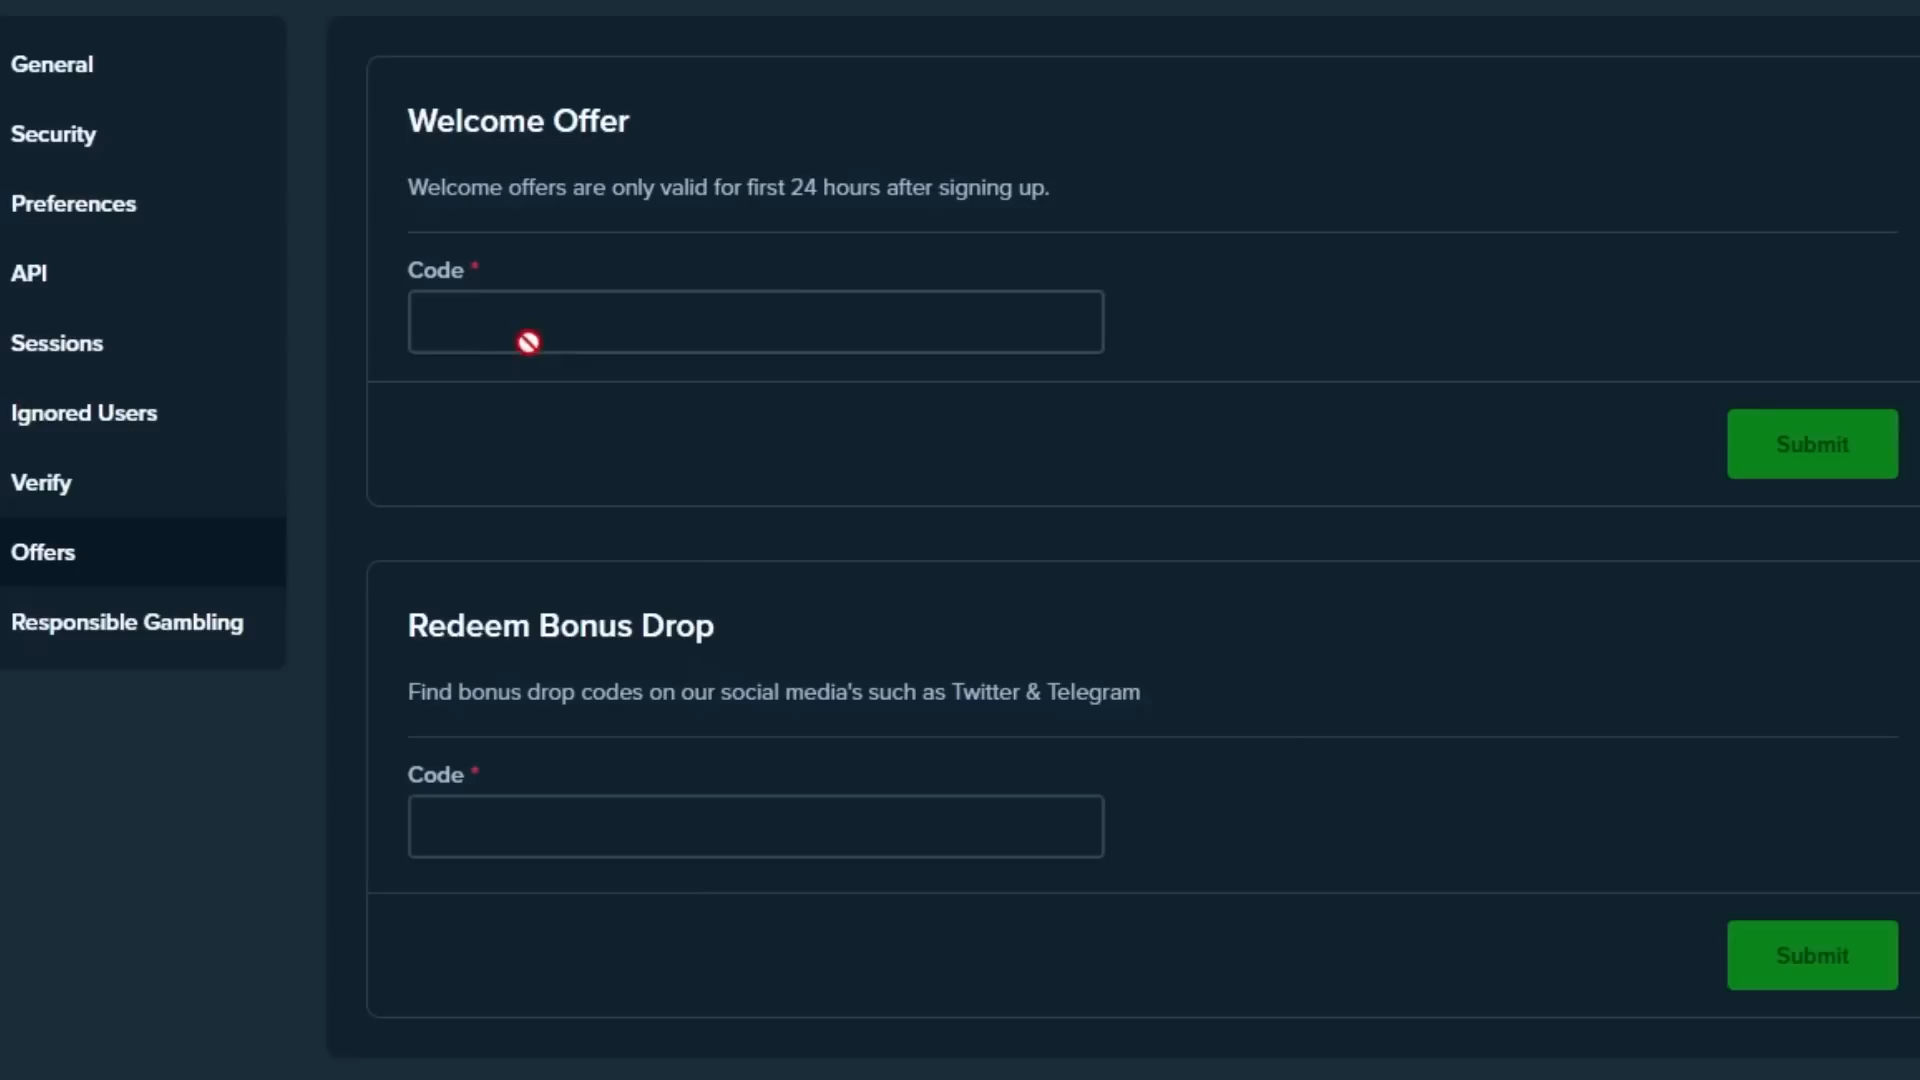 General
Security
Preferences
API
Sessions
Ignored Users
Verify
Offers
Responsible Gambling
Welcome Offer
Welcome offers are only valid for first 24 hours after signing up.
Code *
Submit
Redeem Bonus Drop
Find bonus drop codes on our social media's such as Twitter & Telegram
Code *
Submit